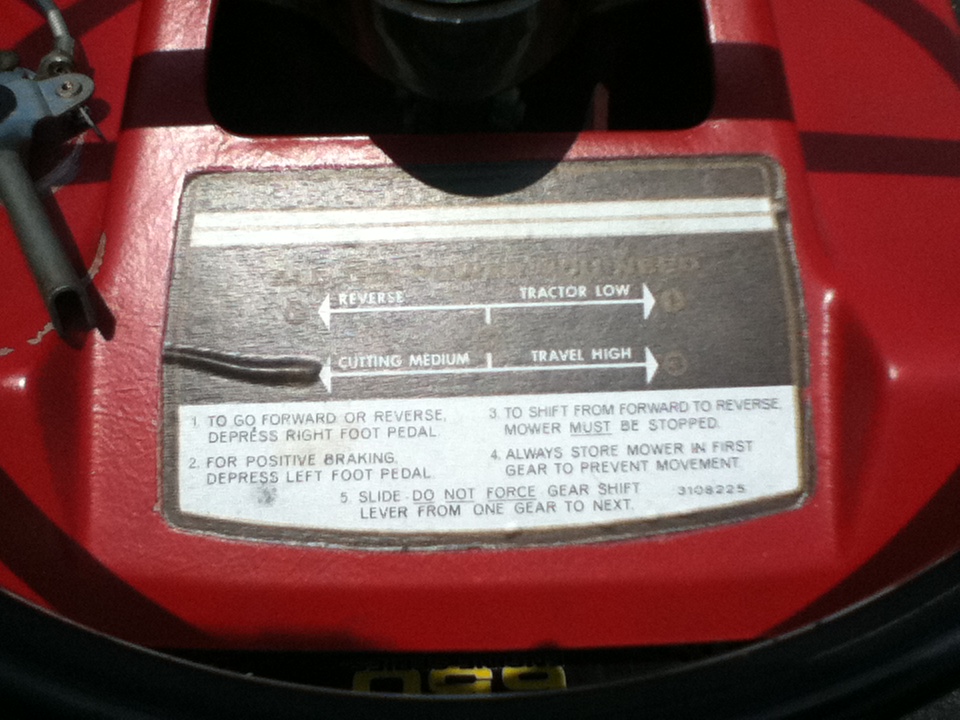 REVERSE
TRACTOR LOW
CUTTING MEDIUM
TRAVEL HIGH
1. TO GO FORWARD OR REVERSE,
DEPRESS RIGHT FOOT PEDAL.
2. FOR POSITIVE BRAKING,
DEPRESS LEFT FOOT PEDAL.
3. TO SHIFT FROM FORWARD TO REVERSE,
MOWER MUST BE STOPPED.
4. ALWAYS STORE MOWER IN FIRST
GEAR TO PREVENT MOVEMENT.
5. SLIDE - DO NOT FORCE GEAR SHIFT
LEVER FROM ONE GEAR TO NEXT.
3108225